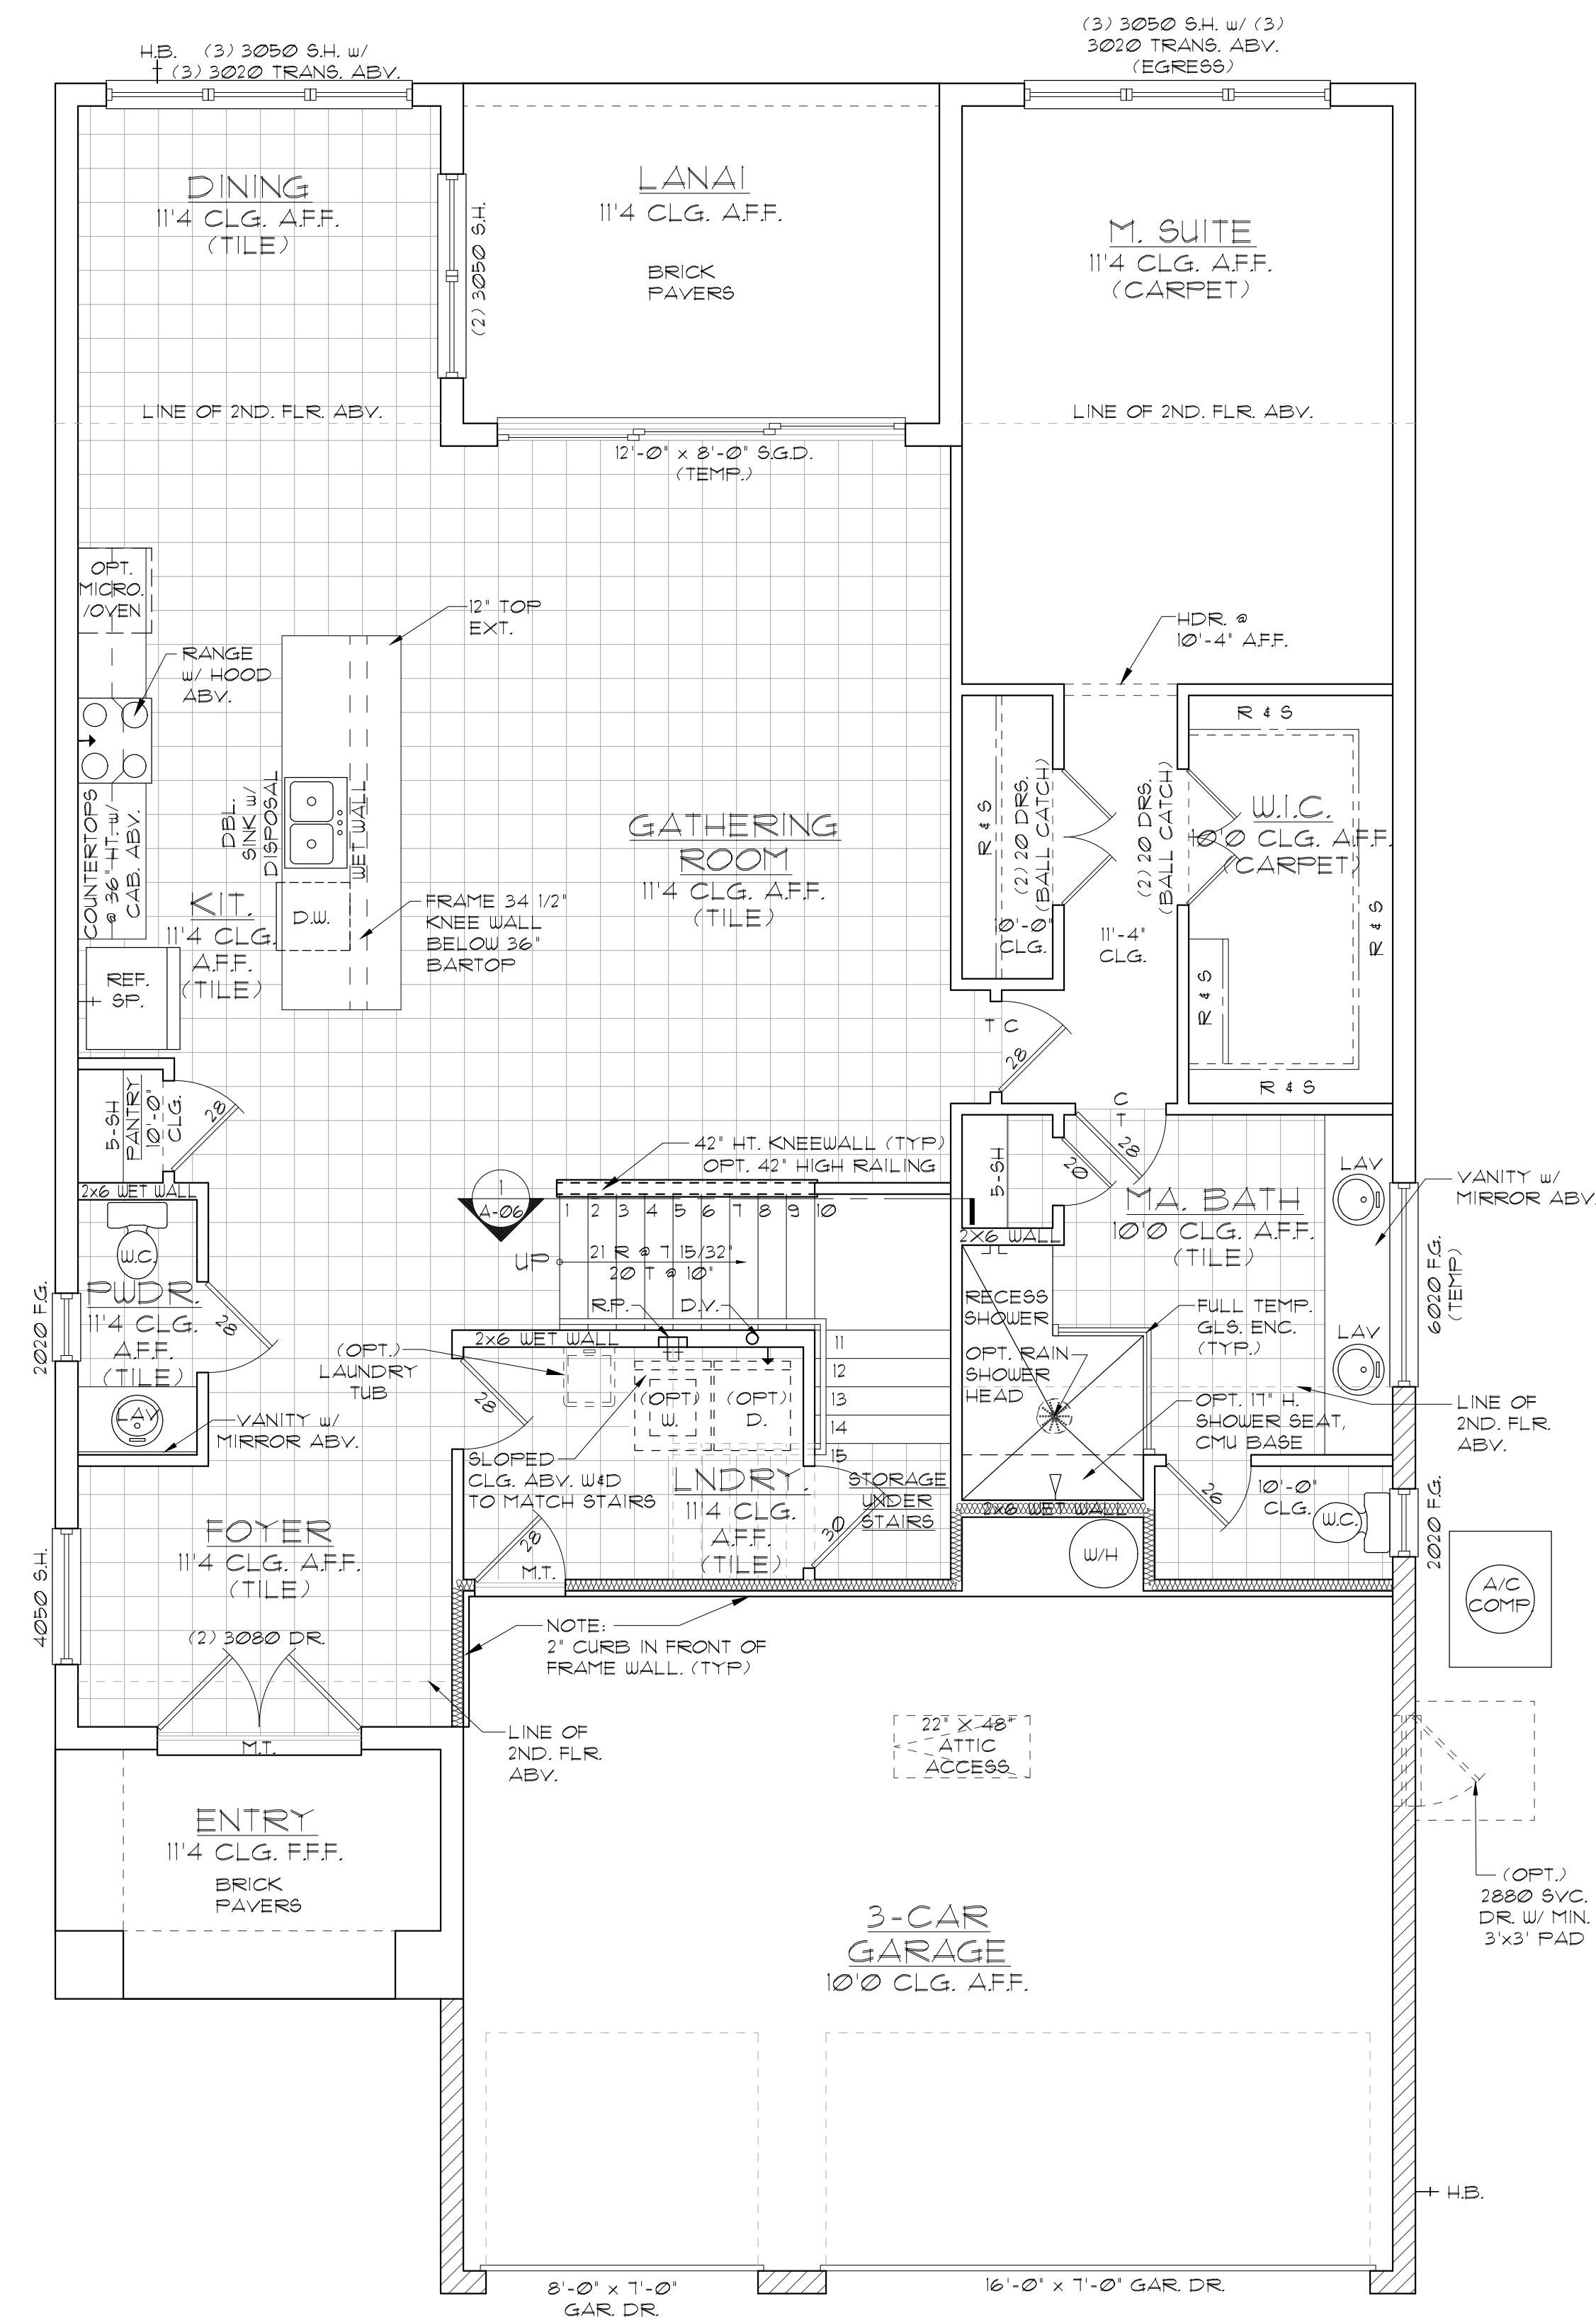 H.B.
(3) 3050 S.H. w/
(3) 3020 TRANS. ABV.
(3) 3050 S.H. w/ (3)
3020 TRANS. ABV.
(EGRESS)
DINING
11'4 CLG. A.F.F.
(TILE)
(2) 3050 S.H.
LANAI
11'4 CLG. A.F.F.
BRICK
PAVERS
M. SUITE
11'4 CLG. A.F.F.
(CARPET)
LINE OF 2ND. FLR. ABV.
LINE OF 2ND. FLR. ABV.
12'-0" x 8'-0" S.G.D.
(TEMP.)
OPT.
MICRO.
/OVEN
12" TOP
EXT.
RANGE
w/ HOOD
ABV.
HDR. @
10'-4" A.F.F.
COUNTERTOPS
@ 36" HT. w/
CAB. ABV.
DBL.
SINK w/
DISPOSAL
WET WALL
KIT.
11'4 CLG.
A.F.F.
(TILE)
D.W.
FRAME 34 1/2"
KNEE WALL
BELOW 36"
BARTOP
REF.
SP.
GATHERING
ROOM
11'4 CLG. A.F.F.
(TILE)
R & S
(2) 20 DRS.
(BALL CATCH)
10'-0"
CLG.
(2) 20 DRS.
(BALL CATCH)
11'-4"
CLG.
R & S
W.I.C.
10'0 CLG. A.F.F.
(CARPET)
R & S
R & S
R & S
T C
28
5-SH
PANTRY
10'-0"
CLG.
28
2x6 WET WALL
42" HT. KNEEWALL (TYP)
OPT. 42" HIGH RAILING
1
A-06
1 2 3 4 5 6 7 8 9 10
UP
21 R @ 7 15/32"
20 T @ 10"
R.P.
D.V.
11
12
13
14
15
C
T
28
5-SH
20
2X6 WALL
MA. BATH
10'0 CLG. A.F.F.
(TILE)
LAV
VANITY w/
MIRROR ABV.
6020 F.G.
(TEMP)
LAV
RECESS
SHOWER
FULL TEMP.
GLS. ENC.
(TYP.)
OPT. RAIN
SHOWER
HEAD
OPT. 17" H.
SHOWER SEAT,
CMU BASE
LINE OF
2ND. FLR.
ABV.
W.C.
PWDR.
11'4 CLG.
A.F.F.
(TILE)
28
2020 F.G.
LAV
VANITY w/
MIRROR ABV.
(OPT.)
LAUNDRY
TUB
2x6 WET WALL
28
(OPT)
W.
(OPT)
D.
SLOPED
CLG. ABV. W&D
TO MATCH STAIRS
LNDRY.
11'4 CLG.
A.F.F.
(TILE)
28
M.T.
STORAGE
UNDER
STAIRS
30
2x6 WET WALL
W/H
26
10'-0"
CLG.
W.C.
2020 F.G.
A/C
COMP.
FOYER
11'4 CLG. A.F.F.
(TILE)
4050 S.H.
(2) 3080 DR.
M.T.
NOTE:
2" CURB IN FRONT OF
FRAME WALL. (TYP)
LINE OF
2ND. FLR.
ABV.
22" X 48"
ATTIC
ACCESS
ENTRY
11'4 CLG. F.F.F.
BRICK
PAVERS
(OPT.)
2880 SVC.
DR. W/ MIN.
3'x3' PAD
3-CAR
GARAGE
10'0 CLG. A.F.F.
H.B.
8'-0" x 7'-0"
GAR. DR.
16'-0" x 7'-0" GAR. DR.